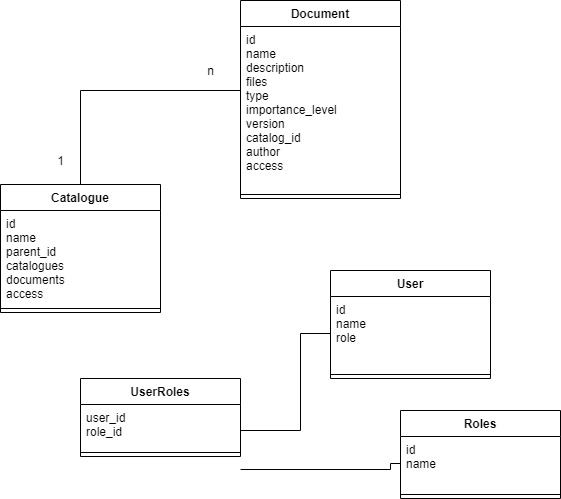 Document
id
name
description
files
type
importance_level
version
catalog_id
author
access
n
1
Catalogue
id
name
parent_id
catalogues
documents
access
User
id
name
role
UserRoles
user_id
role_id
Roles
id
name